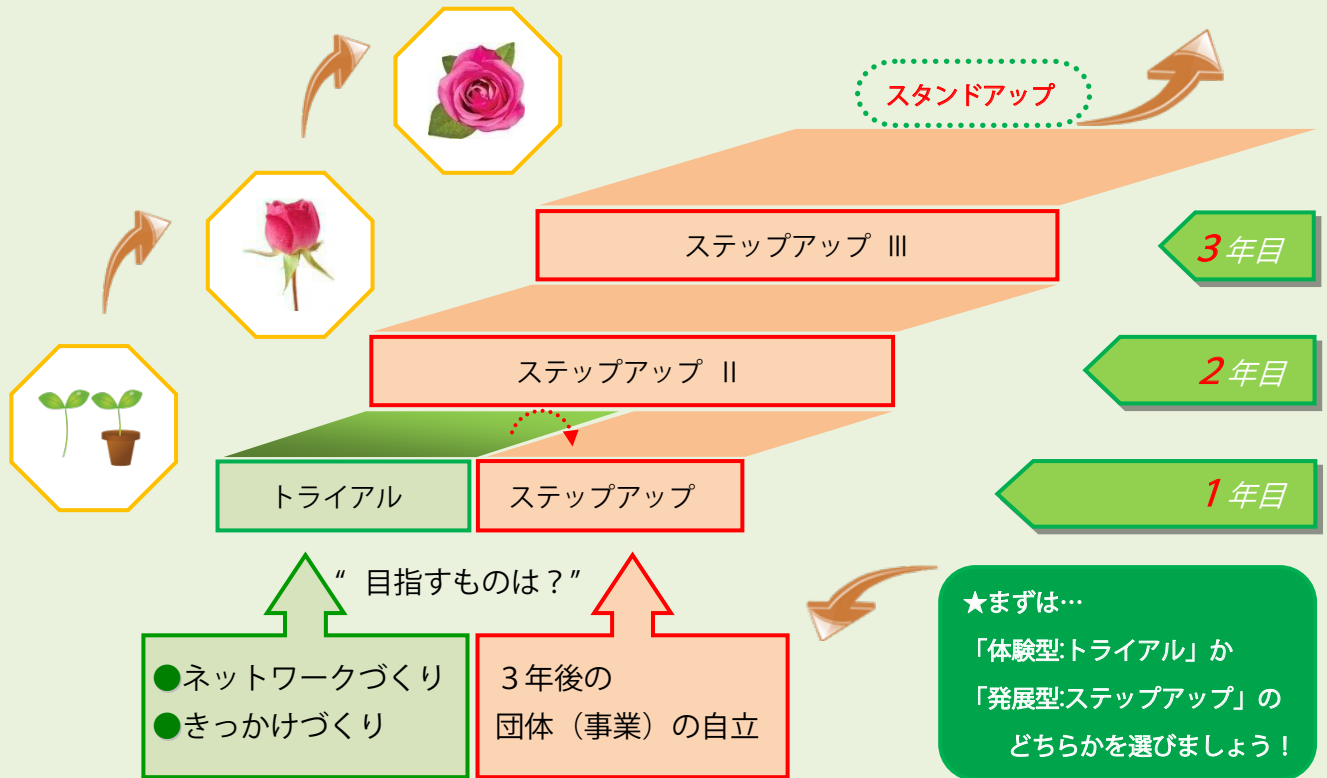 スタンドアップ
ステップアップ Ⅲ
3年目
ステップアップ Ⅱ
2年目
トライアル
ステップアップ
1年目
“ 目指すものは？”
●ネットワークづくり
●きっかけづくり
３年後の
団体（事業）の自立
★まずは…
「体験型:トライアル」か
「発展型:ステップアップ」の
どちらかを選びましょう！